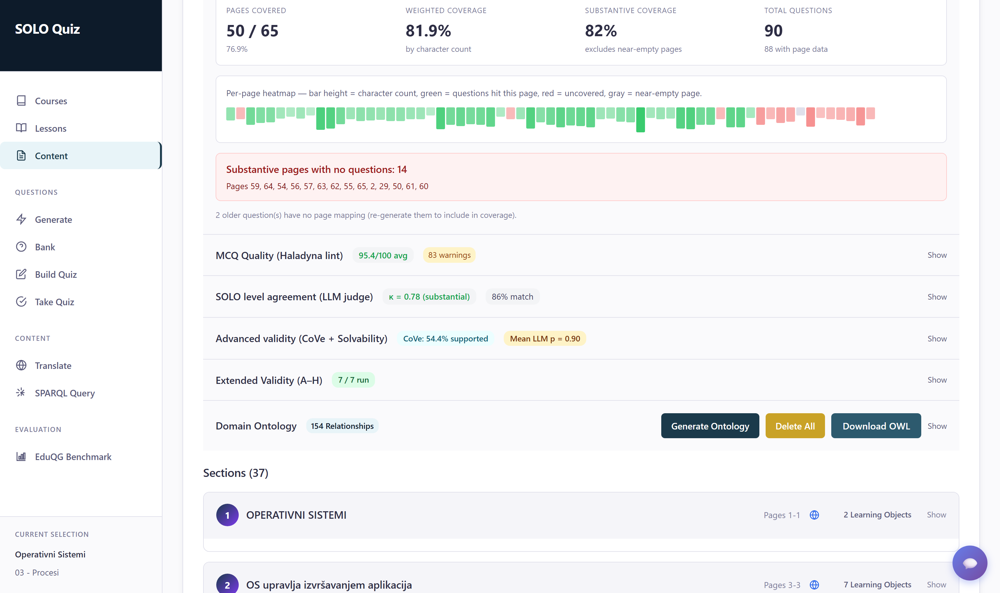 SOLO Quiz
Courses
Lessons
Content
QUESTIONS
Generate
Bank
Build Quiz
Take Quiz
CONTENT
Translate
SPARQL Query
EVALUATION
EduQG Benchmark
CURRENT SELECTION
Operativni Sistemi
03 - Procesi
PAGES COVERED
50 / 65
76.9%
WEIGHTED COVERAGE
81.9%
by character count
SUBSTANTIVE COVERAGE
82%
excludes near-empty pages
TOTAL QUESTIONS
90
88 with page data
Per-page heatmap — bar height = character count, green = questions hit this page, red = uncovered, gray = near-empty page.
Substantive pages with no questions: 14
Pages 59, 64, 54, 56, 57, 63, 62, 55, 65, 2, 29, 50, 61, 60
2 older question(s) have no page mapping (re-generate them to include in coverage).
MCQ Quality (Haladyna lint) 95.4/100 avg 83 warnings Show
SOLO level agreement (LLM judge) κ = 0.78 (substantial) 86% match Show
Advanced validity (CoVe + Solvability) CoVe: 54.4% supported Mean LLM p = 0.90 Show
Extended Validity (A–H) 7 / 7 run Show
Domain Ontology 154 Relationships Generate Ontology Delete All Download OWL Show
Sections (37)
1 OPERATIVNI SISTEMI Pages 1-1 2 Learning Objects Show
2 OS upravlja izvršavanjem aplikacija Pages 3-3 7 Learning Objects Show